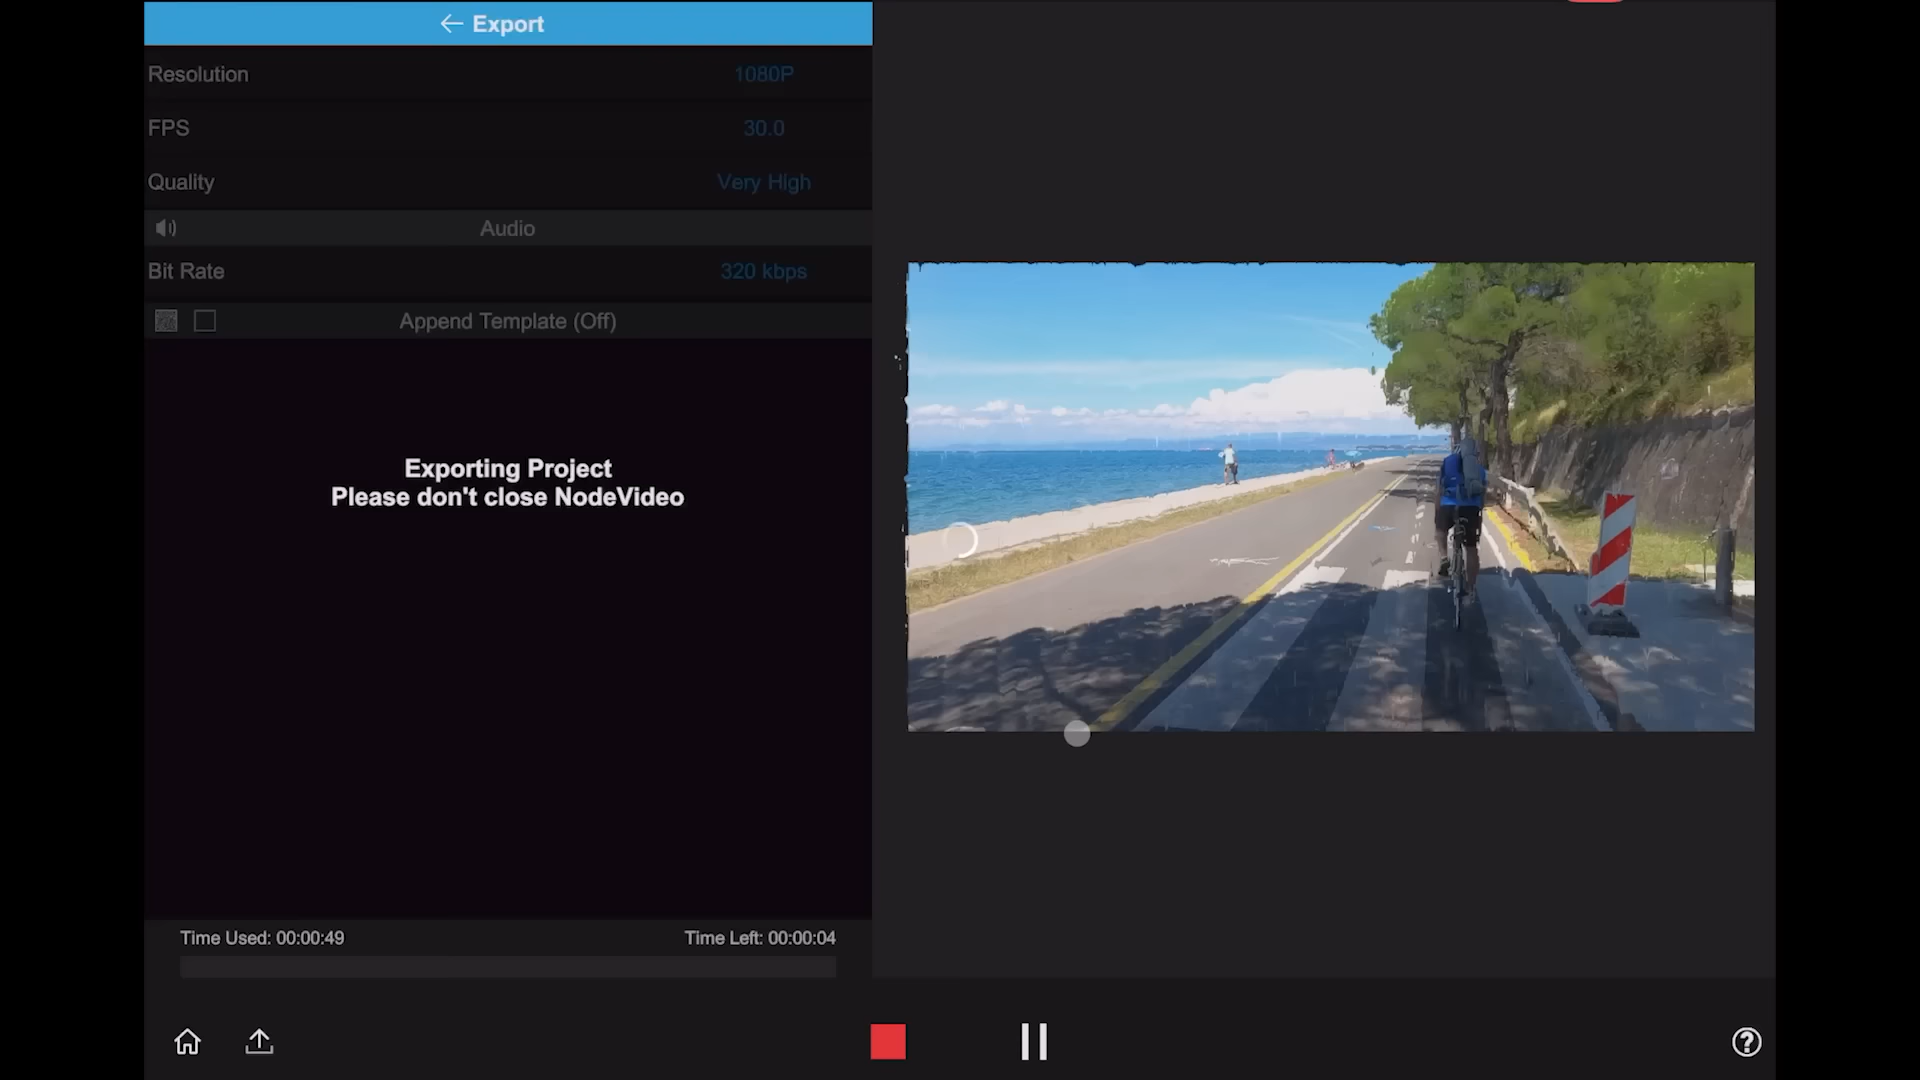 Export
Resolution 1080P
FPS 30.0
Quality Very High
Audio
Bit Rate 320 kbps
Append Template (Off)
Exporting Project
Please don't close NodeVideo
Time Used: 00:00:49 Time Left: 00:00:04